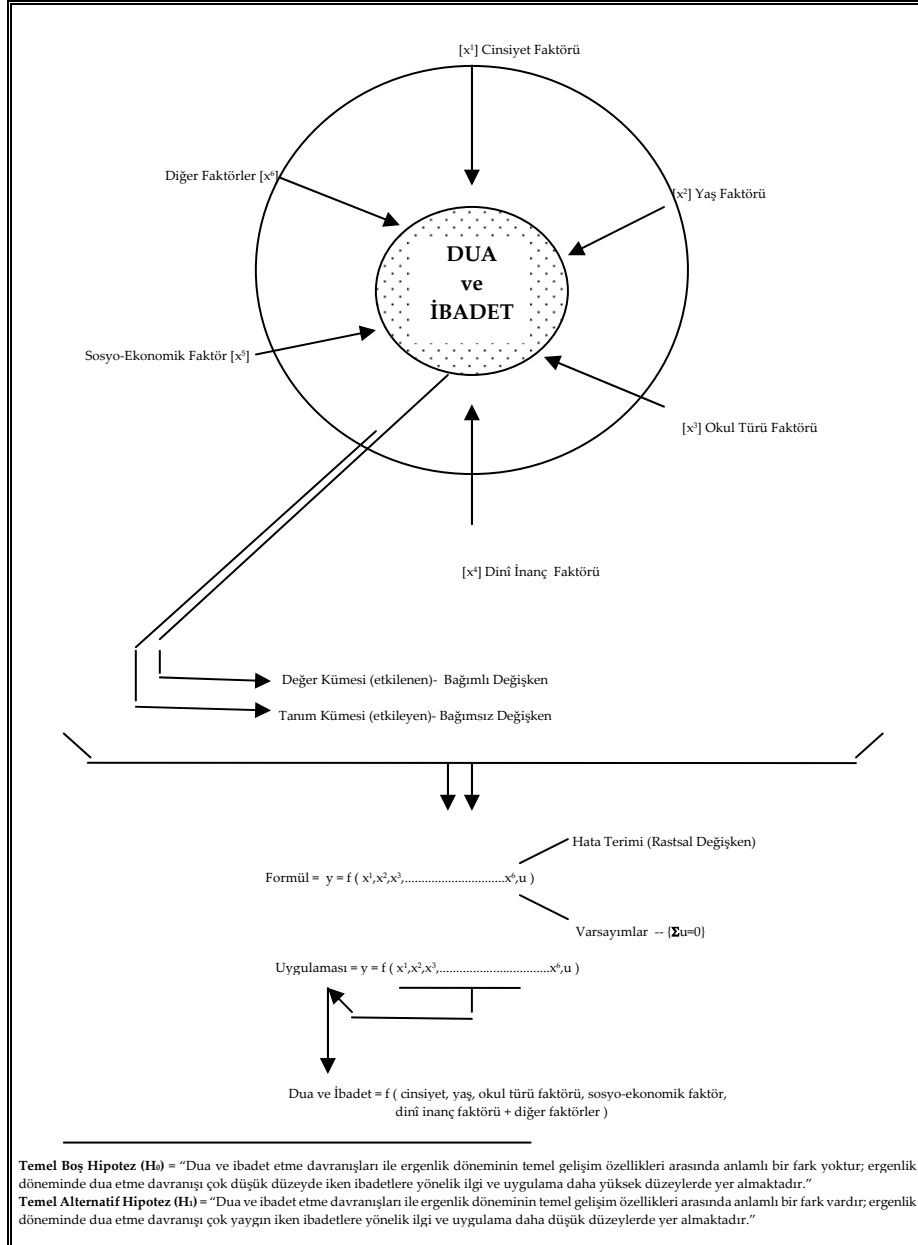 [x¹] Cinsiyet Faktörü
Diğer Faktörler [x⁶]
[x²] Yaş Faktörü
DUA
ve
İBADET
Sosyo-Ekonomik Faktör [x⁵]
[x³] Okul Türü Faktörü
[x⁴] Dinî İnanç Faktörü
Değer Kümesi (etkilenen)- Bağımlı Değişken
Tanım Kümesi (etkileyen)- Bağımsız Değişken
Hata Terimi (Rastsal Değişken)
Formül = y = f ( x¹,x²,x³,..............................x⁶,u )
Varsayımlar -- {Σu=0}
Uygulaması = y = f ( x¹,x²,x³,.................................x⁶,u )
Dua ve İbadet = f ( cinsiyet, yaş, okul türü faktörü, sosyo-ekonomik faktör,
dinî inanç faktörü + diğer faktörler )
Temel Boş Hipotez (H₀) = “Dua ve ibadet etme davranışları ile ergenlik döneminin temel gelişim özellikleri arasında anlamlı bir fark yoktur; ergenlik
döneminde dua etme davranışı çok düşük düzeyde iken ibadetlere yönelik ilgi ve uygulama daha yüksek düzeylerde yer almaktadır.”
Temel Alternatif Hipotez (H₁) = “Dua ve ibadet etme davranışları ile ergenlik döneminin temel gelişim özellikleri arasında anlamlı bir fark vardır; ergenlik
döneminde dua etme davranışı çok yaygın iken ibadetlere yönelik ilgi ve uygulama daha düşük düzeylerde yer almaktadır.”